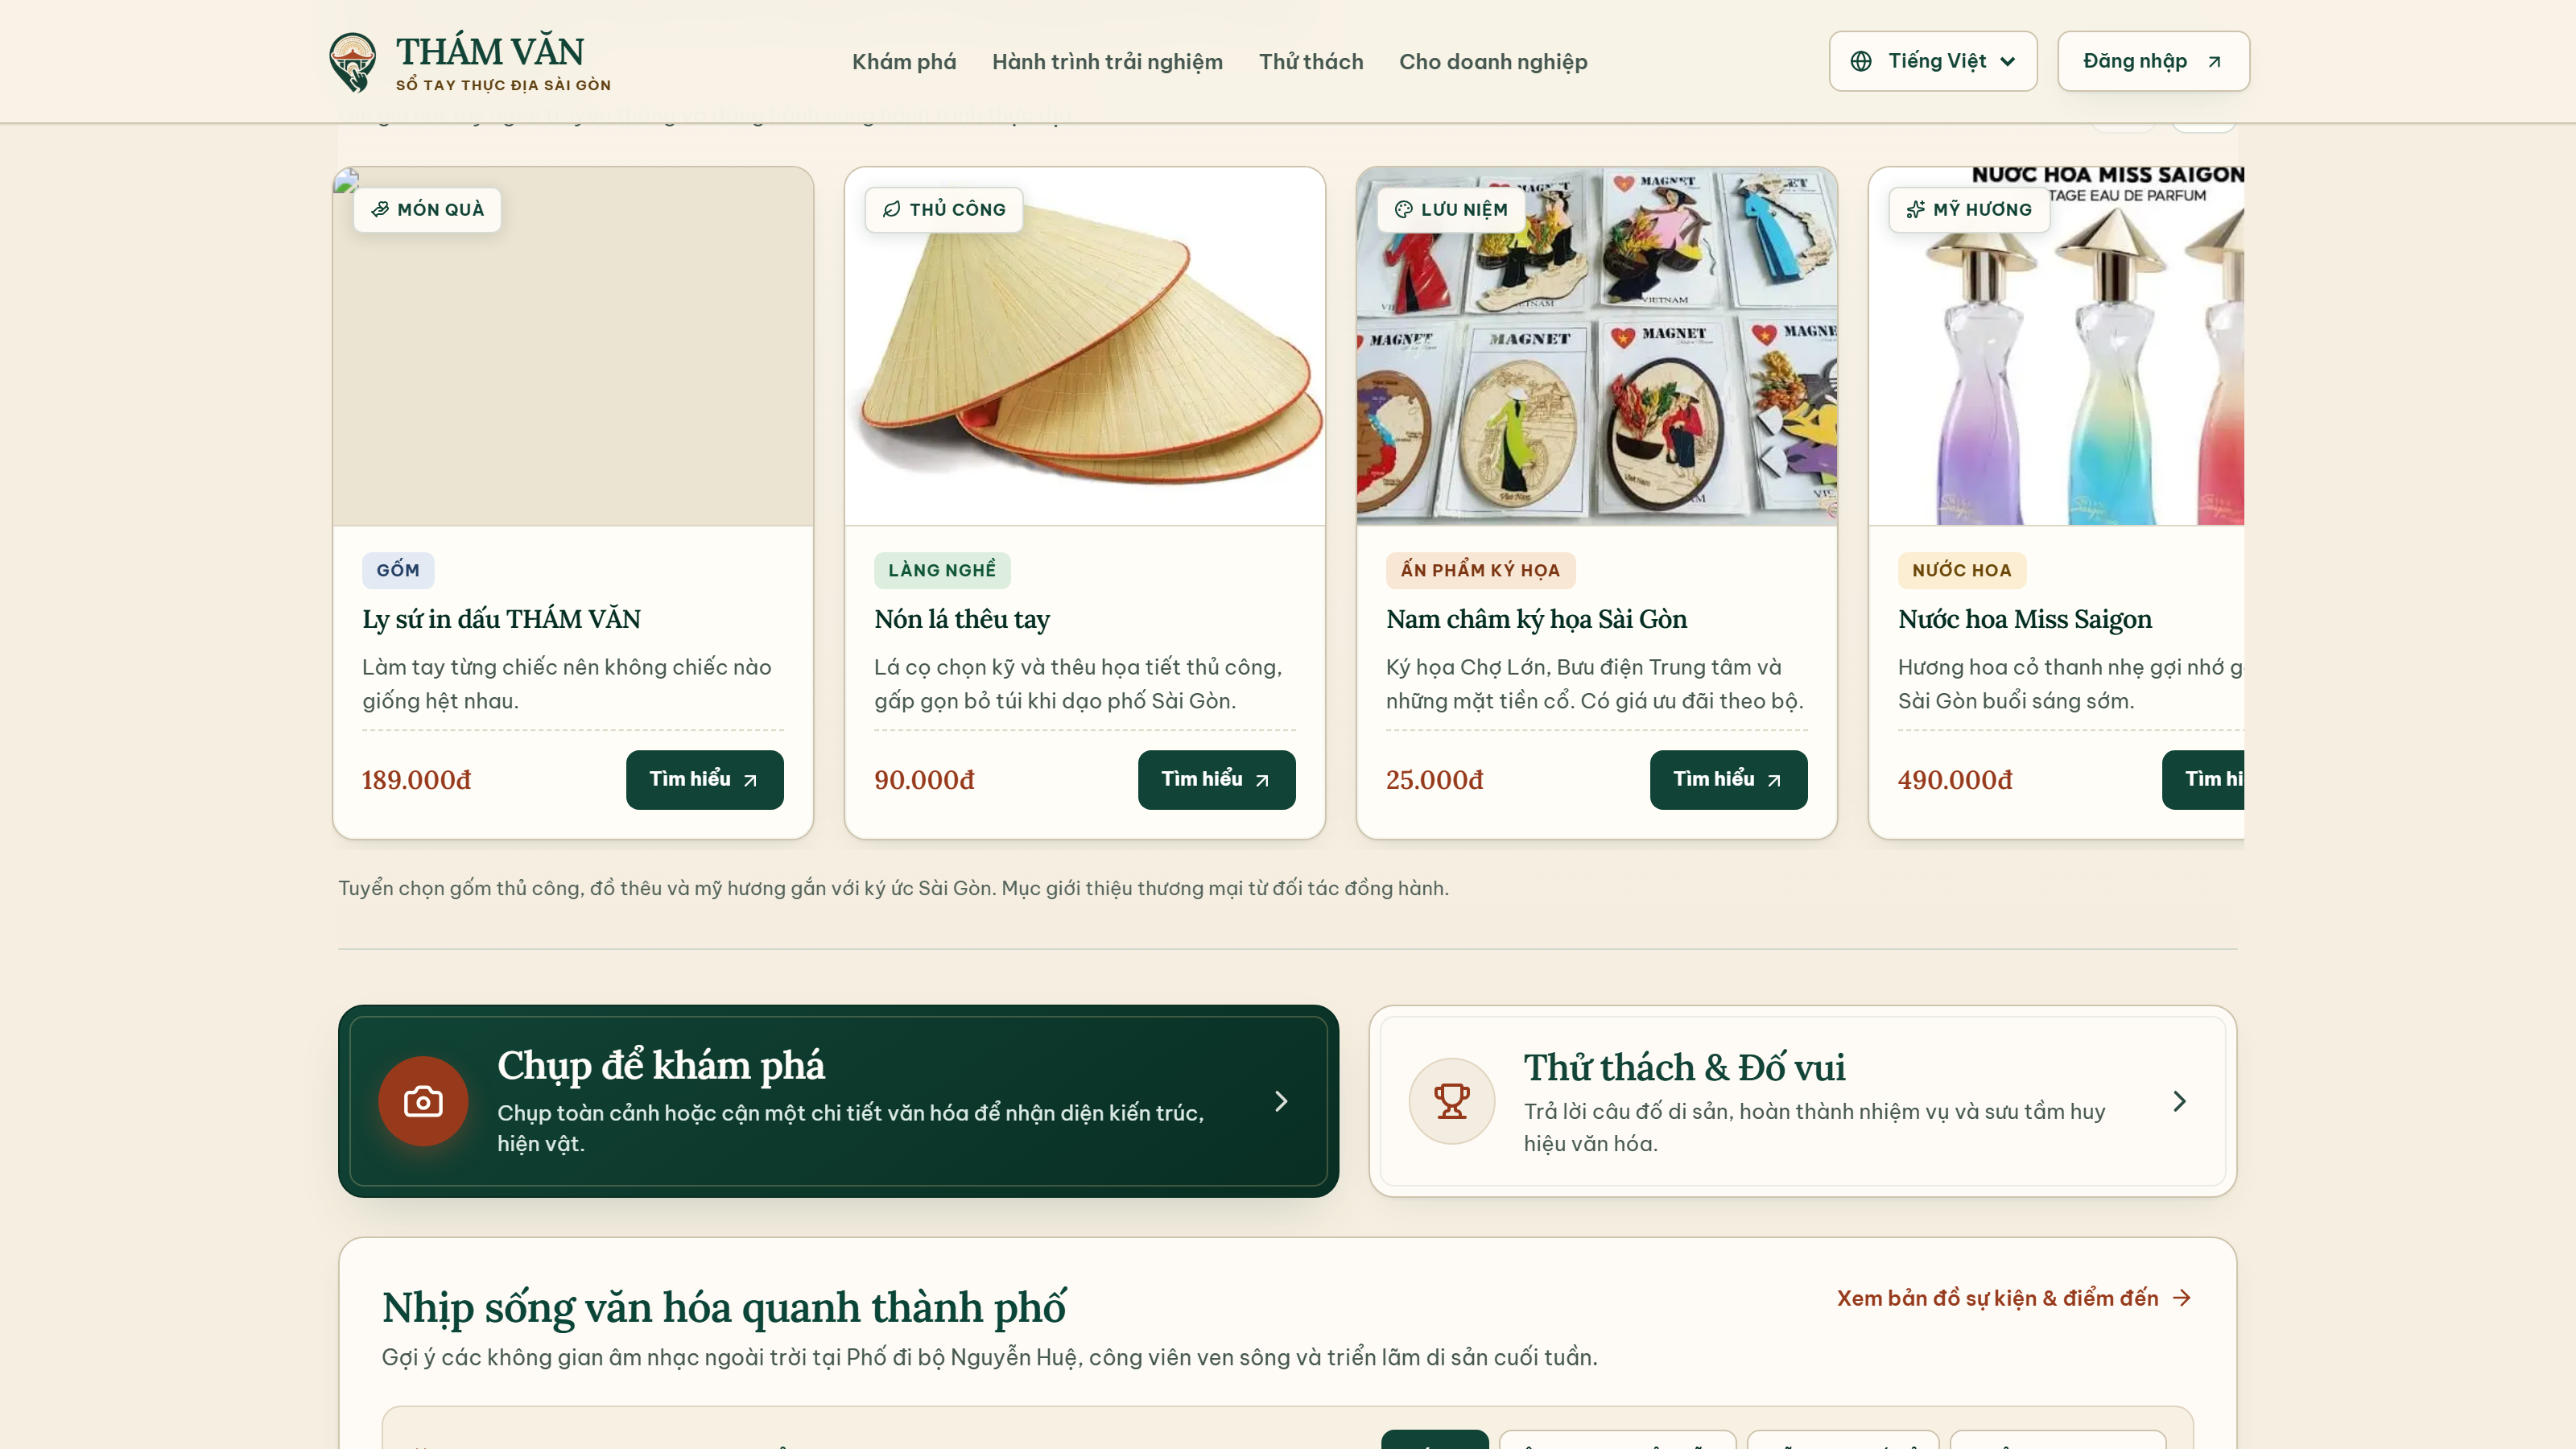 THÁM VĂN
SỔ TAY THỰC ĐỊA SÀI GÒN
Khám phá
Hành trình trải nghiệm
Thử thách
Cho doanh nghiệp
Tiếng Việt
Đăng nhập
MÓN QUÀ
THỦ CÔNG
LƯU NIỆM
MAGNET
VIETNAM
MAGNET
MAGNET
MAGNET
NƯỚC HOA MISS SAIGON
TAGE EAU DE PARFUM
MỸ HƯƠNG
GỐM
Ly sứ in dấu THÁM VĂN
Làm tay từng chiếc nên không chiếc nào
giống hệt nhau.
189.000đ
Tìm hiểu
LÀNG NGHỀ
Nón lá thêu tay
Lá cọ chọn kỹ và thêu họa tiết thủ công,
gấp gọn bỏ túi khi dạo phố Sài Gòn.
90.000đ
Tìm hiểu
ẤN PHẨM KÝ HỌA
Nam châm ký họa Sài Gòn
Ký họa Chợ Lớn, Bưu điện Trung tâm và
những mặt tiền cổ. Có giá ưu đãi theo bộ.
25.000đ
Tìm hiểu
NƯỚC HOA
Nước hoa Miss Saigon
Hương hoa cỏ thanh nhẹ gợi nhớ
Sài Gòn buổi sáng sớm.
490.000đ
Tìm
Tuyển chọn gốm thủ công, đồ thêu và mỹ hương gắn với ký ức Sài Gòn. Mục giới thiệu thương mại từ đối tác đồng hành.
Chụp để khám phá
Chụp toàn cảnh hoặc cận một chi tiết văn hóa để nhận diện kiến trúc,
hiện vật.
Thử thách & Đố vui
Trả lời câu đố di sản, hoàn thành nhiệm vụ và sưu tầm huy
hiệu văn hóa.
Nhịp sống văn hóa quanh thành phố
Xem bản đồ sự kiện & điểm đến
Gợi ý các không gian âm nhạc ngoài trời tại Phố đi bộ Nguyễn Huệ, công viên ven sông và triển lãm di sản cuối tuần.